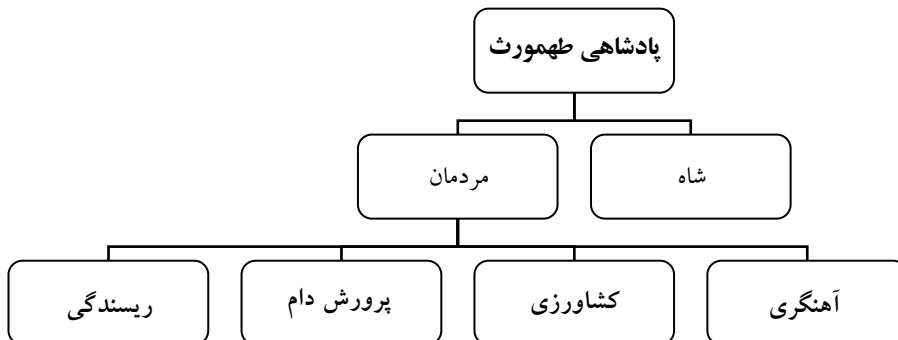 پادشاهی طهمورث
شاه
مردمان
آهنگری
کشاورزی
پرورش دام
ریسندگی